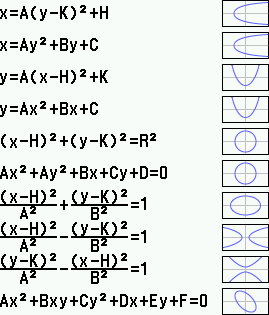 x=A(y-K)²+H
x=Ay²+By+C
y=A(x-H)²+K
y=Ax²+Bx+C
(x-H)²+(y-K)²=R²
Ax²+Ay²+Bx+Cy+D=0
(x-H)²/A²+(y-K)²/B²=1
(x-H)²/A²-(y-K)²/B²=1
(y-K)²/A²-(x-H)²/B²=1
Ax²+Bxy+Cy²+Dx+Ey+F=0